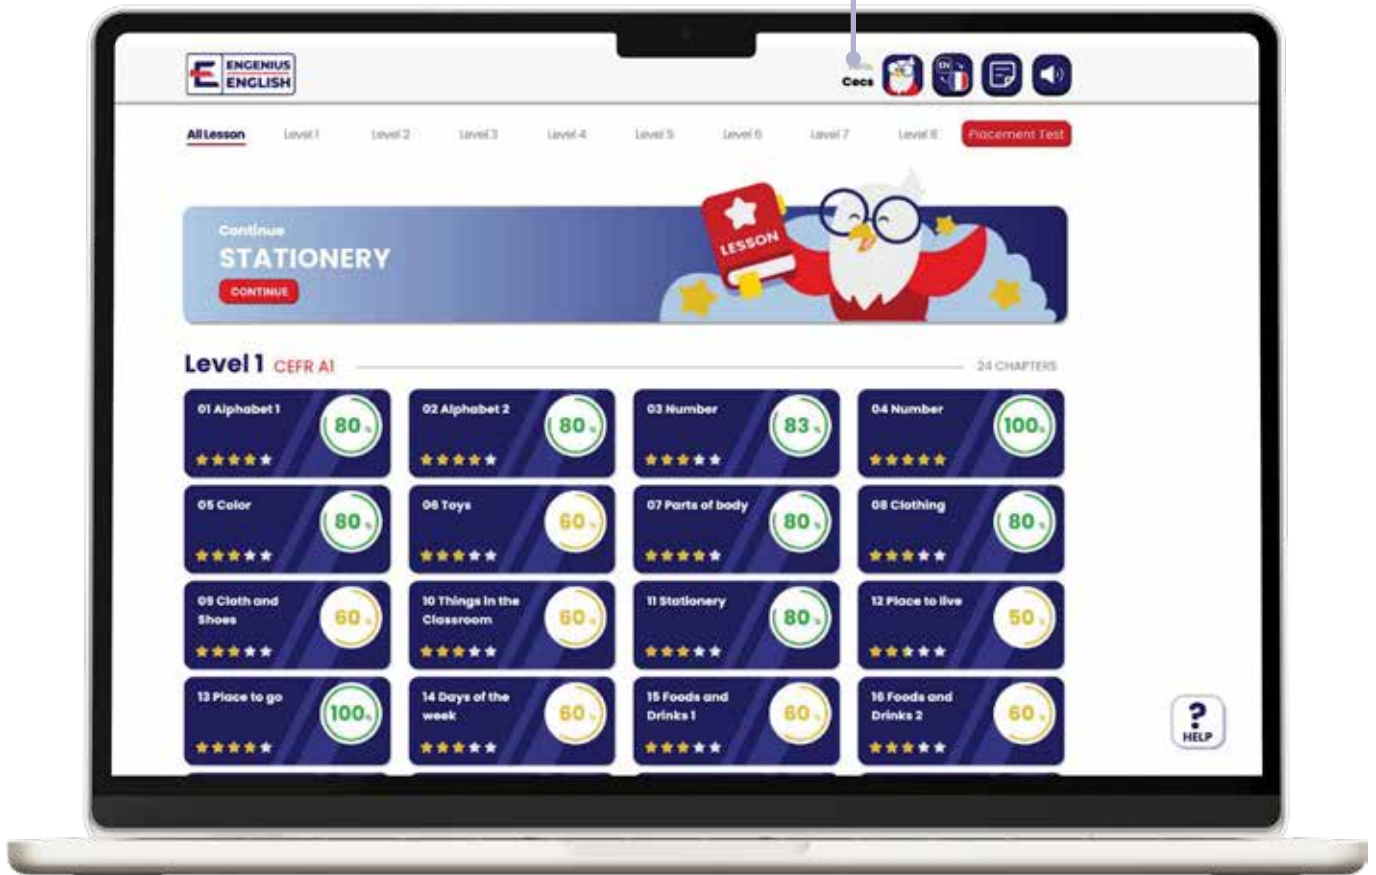 ENGENIUS
ENGLISH
Cecs
EN
All Lesson Level 1 Level 2 Level 3 Level 4 Level 5 Level 6 Level 7 Level 8 Placement Test
Continue
STATIONERY
CONTINUE
LESSON
Level 1 CEFR A1 24 CHAPTERS
01 Alphabet 1 80%
02 Alphabet 2 80%
03 Number 83%
04 Number 100%
05 Color 80%
06 Toys 60%
07 Parts of body 80%
08 Clothing 80%
09 Cloth and
Shoes 60%
10 Things in the
Classroom 60%
11 Stationery 80%
12 Place to live 50%
13 Place to go 100%
14 Days of the
week 60%
15 Foods and
Drinks 1 60%
16 Foods and
Drinks 2 60%
?
HELP